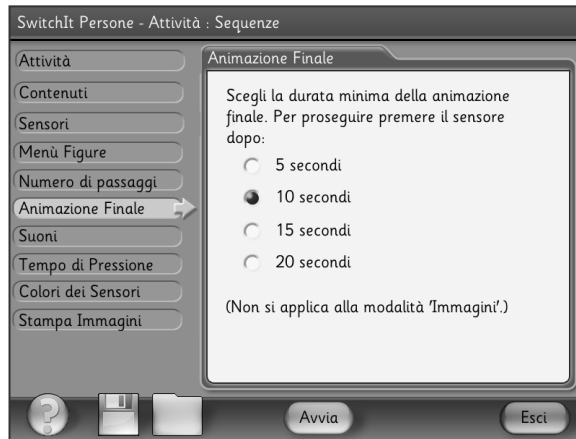 SwitchIt Persone - Attività : Sequenze
Attività
Contenuti
Sensori
Menù Figure
Numero di passaggi
Animazione Finale
Suoni
Tempo di Pressione
Colori dei Sensori
Stampa Immagini
Animazione Finale
Scegli la durata minima della animazione
finale. Per proseguire premere il sensore
dopo:
5 secondi
10 secondi
15 secondi
20 secondi
(Non si applica alla modalità 'Immagini'.)
?
Avvia
Esci